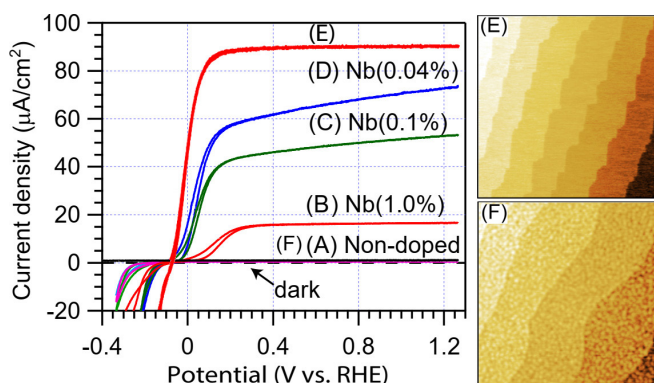 100
80
60
40
20
0
-20
Current density (μA/cm²)
(E)
(D) Nb(0.04%)
(C) Nb(0.1%)
(B) Nb(1.0%)
(F) (A) Non-doped
dark
-0.4
0
0.4
0.8
1.2
Potential (V vs. RHE)
(E)
(F)